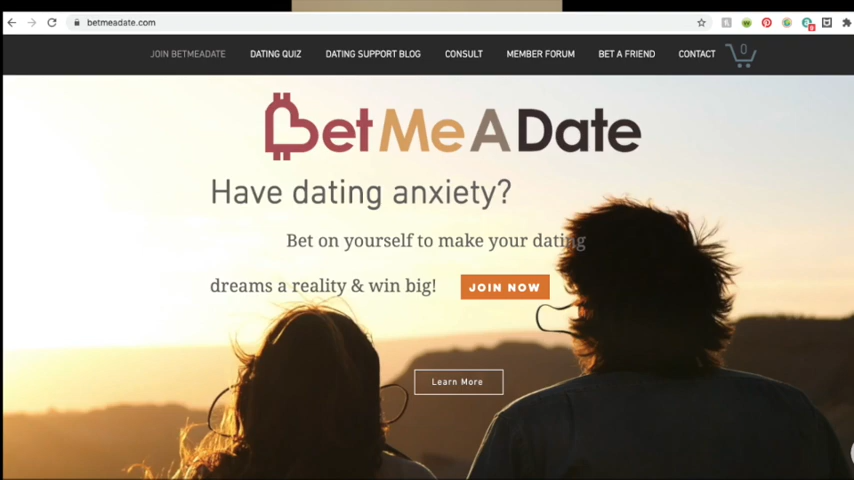 betmeadate.com
JOIN BETMEADATE DATING QUIZ DATING SUPPORT BLOG CONSULT MEMBER FORUM BET A FRIEND CONTACT 0
BetMeADate
Have dating anxiety?
Bet on yourself to make your dating
dreams a reality & win big! JOIN NOW
Learn More